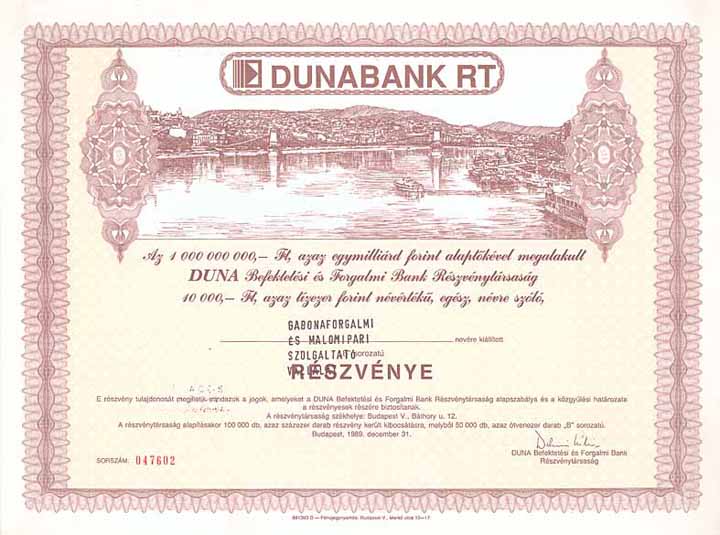 DUNABANK RT
Az 1 000 000 000,— Ft, azaz egymilliárd forint alaptőkével megalakult
DUNA Befektetési és Forgalmi Bank Részvénytársaság
10 000,— Ft, azaz tízezer forint névértékű, egész, névre szóló,
GABONAFORGALMI
ÉS MALOMIPARI
nevére kiállított
SZOLGALTATÓ sorozatú
RÉSZVÉNYE
E részvény tulajdonosát megilletik mindazok a jogok, amelyeket a DUNA Befektetési és Forgalmi Bank Részvénytársaság alapszabálya és a közgyűlési határozata
a részvényesek részére biztosítanak.
A részvénytársaság székhelye: Budapest V., Báthory u. 12.
A részvénytársaság alapításakor 100 000 db, azaz százezer darab részvény került kibocsátásra, melyből 50 000, azaz ötvenezer darab „B" sorozatú.
Budapest, 1989. december 31.
DUNA Befektetési és Forgalmi Bank
Részvénytársaság
SORSZÁM: 047602